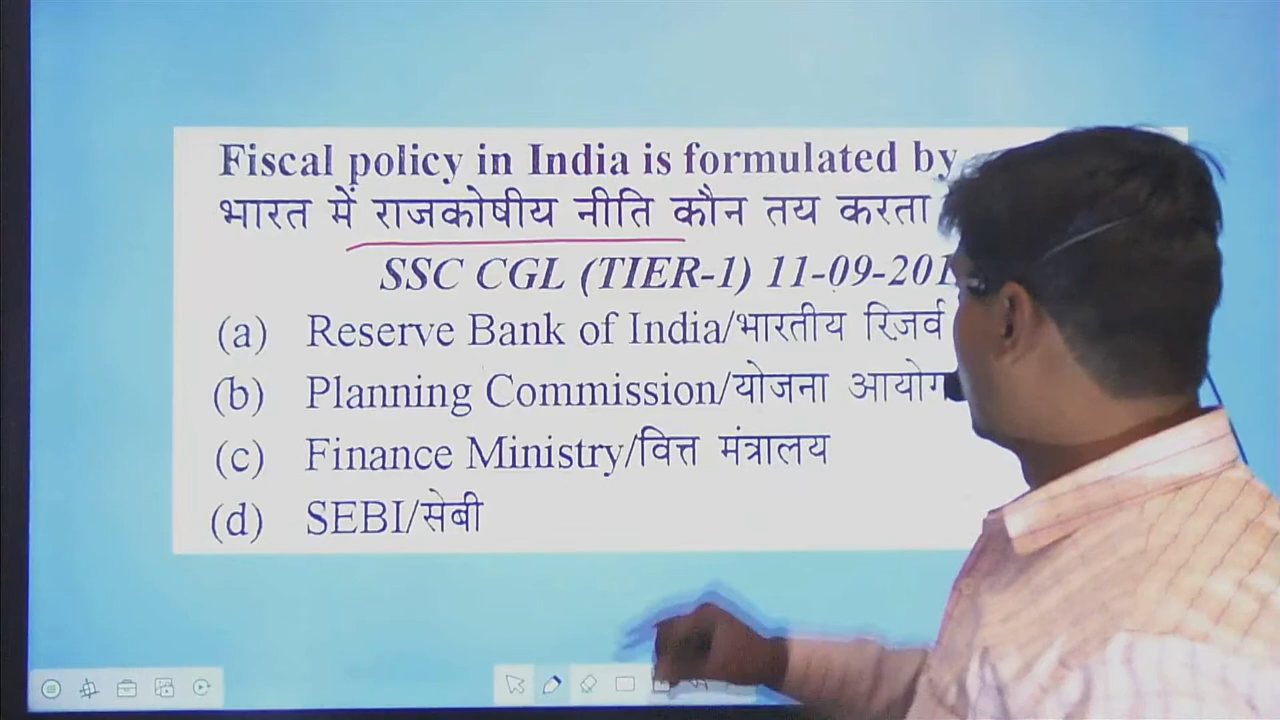 Fiscal policy in India is formulated by
भारत में राजकोषीय नीति कौन तय करता
SSC CGL (TIER-1) 11-09-201
(a) Reserve Bank of India/भारतीय रिज़र्व
(b) Planning Commission/योजना आयोग
(c) Finance Ministry/वित्त मंत्रालय
(d) SEBI/सेबी